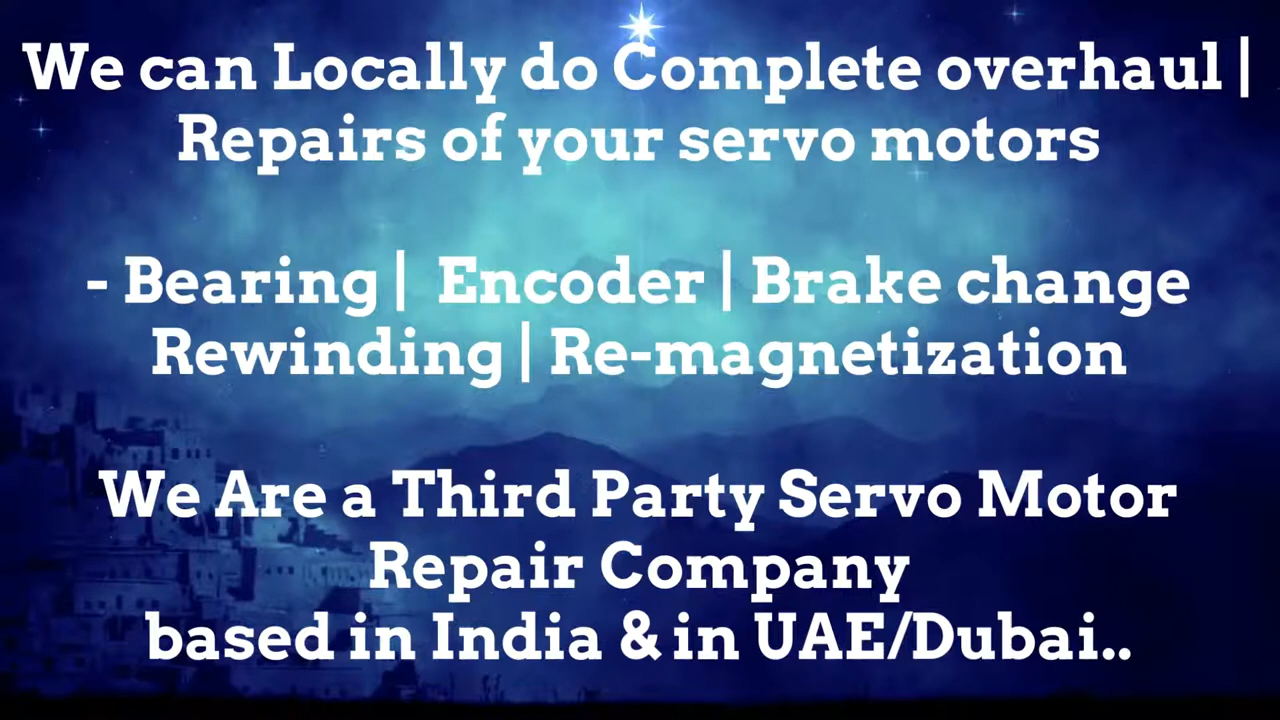 We can Locally do Complete overhaul |
Repairs of your servo motors
- Bearing | Encoder | Brake change
Rewinding | Re-magnetization
We Are a Third Party Servo Motor
Repair Company
based in India & in UAE/Dubai..